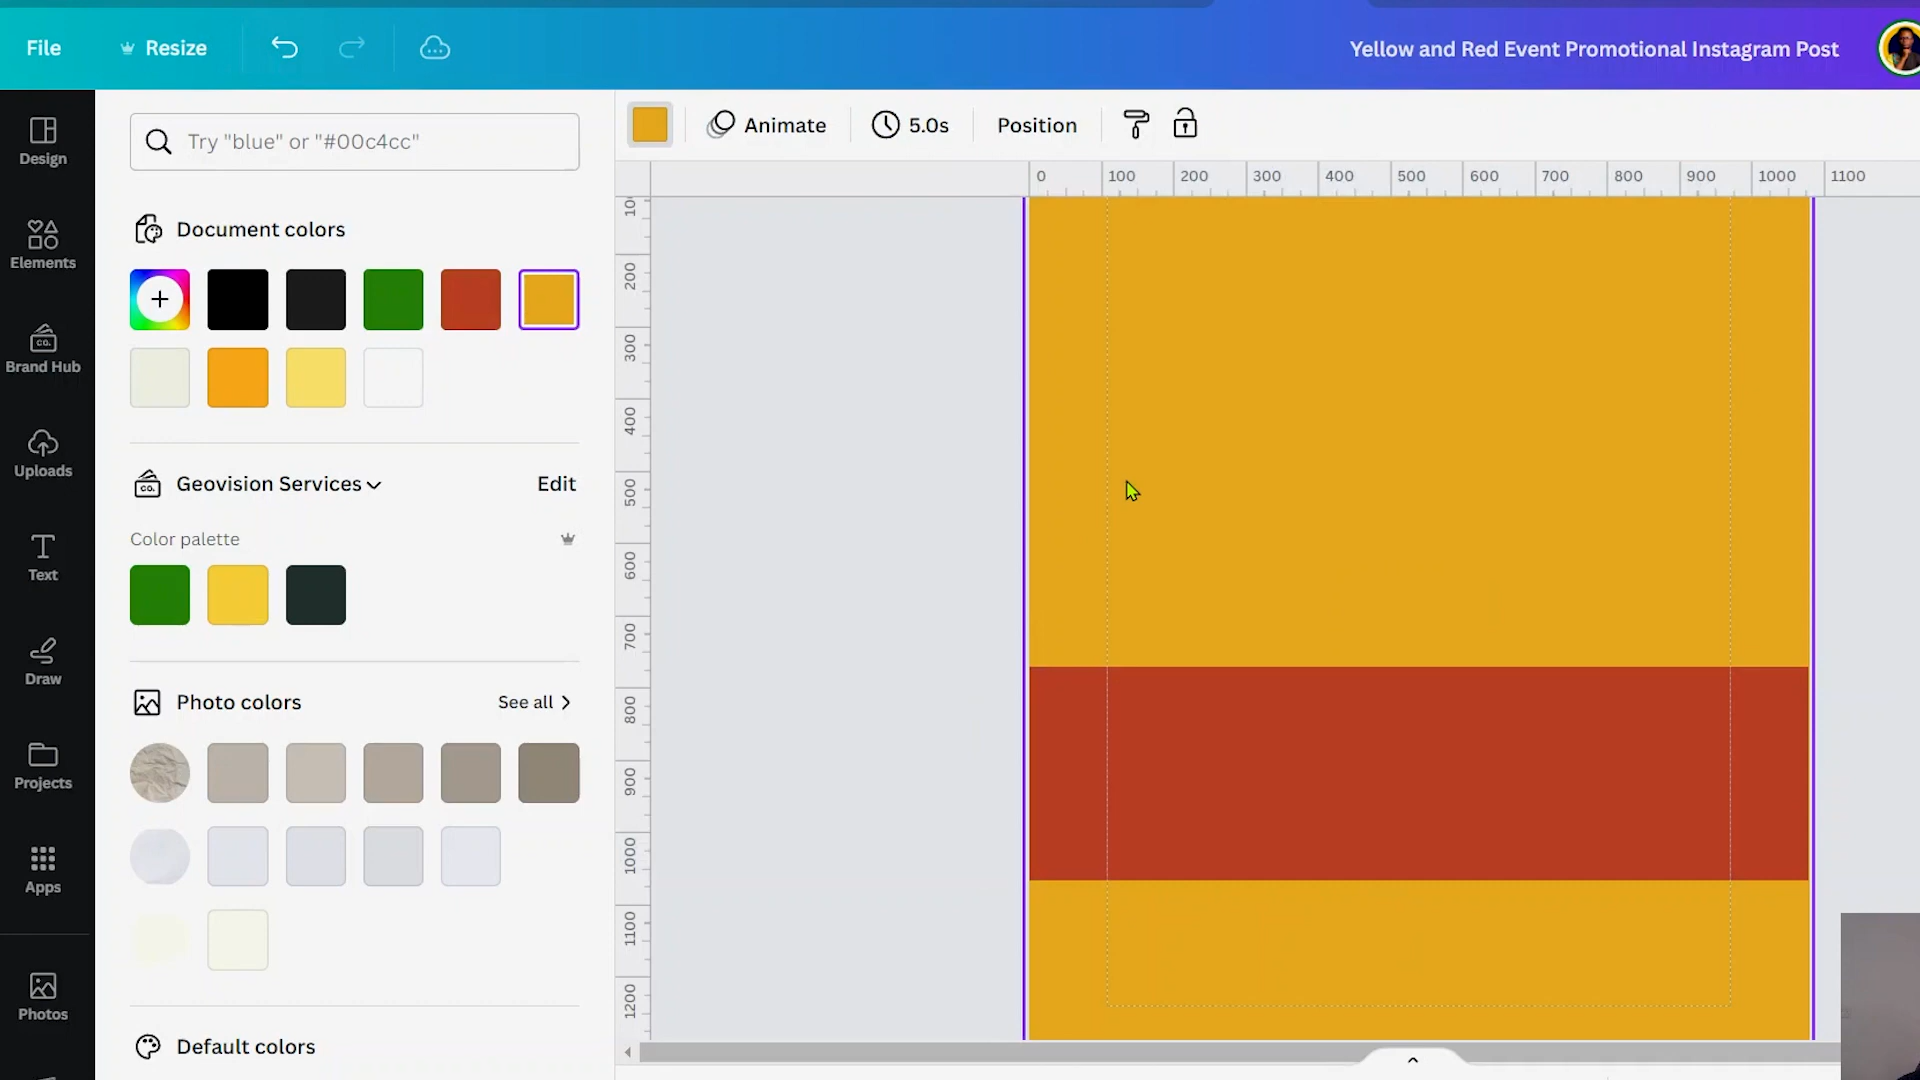 File
Resize
Yellow and Red Event Promotional Instagram Post
Design
Elements
Brand Hub
Uploads
Text
Draw
Projects
Apps
Photos
Try "blue" or "#00c4cc"
Document colors
CO.
Geovision Services
Edit
Color palette
Photo colors
See all
Default colors
Animate
5.0s
Position
0 100 200 300 400 500 600 700 800 900 1000 1100
200
300
400
500
600
700
800
900
1000
1100
1200